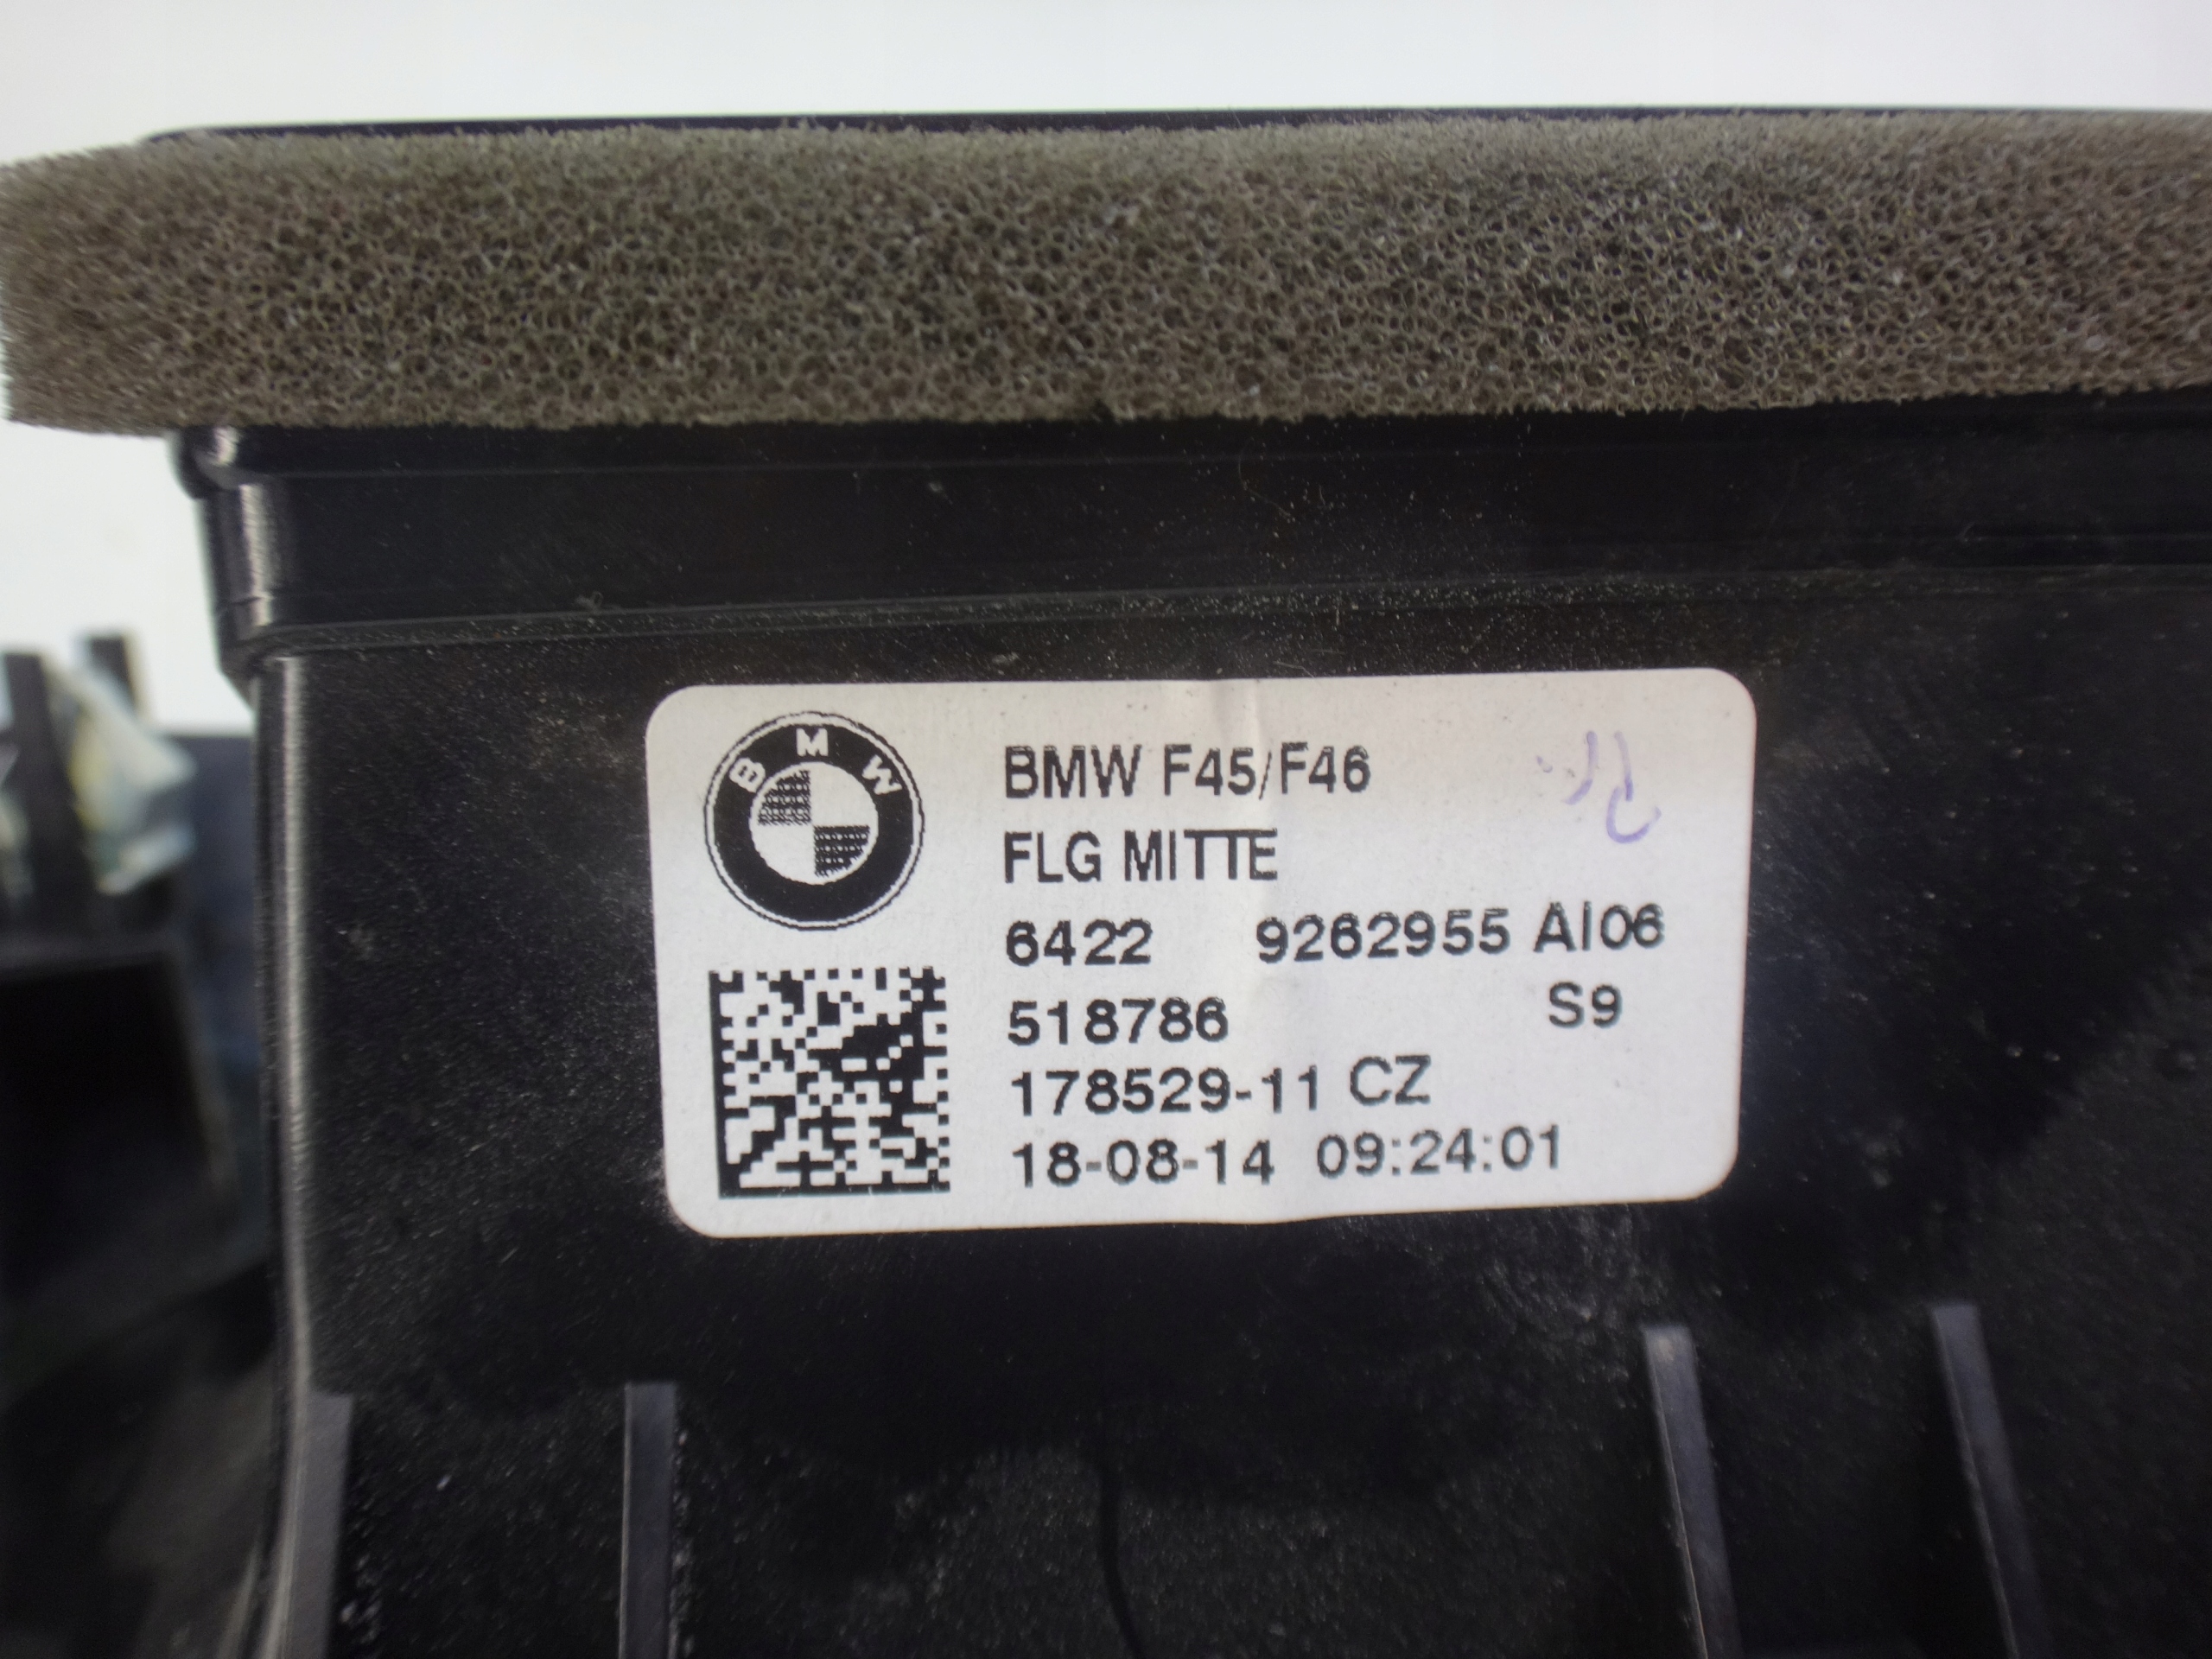 BMW
BMW F45/F46
FLG MITTE
6422 9262955 AI06
518786 S9
178529-11 CZ
18-08-14 09:24:01